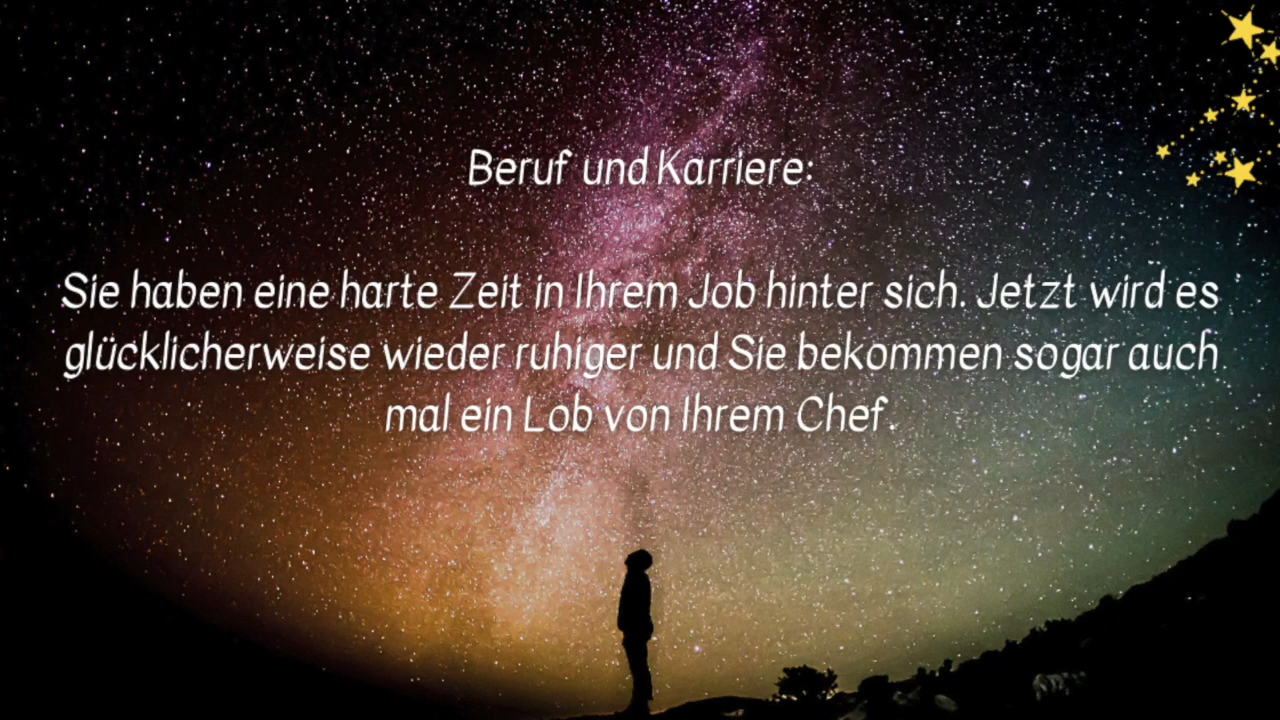 Beruf und Karriere:
Sie haben eine harte Zeit in Ihrem Job hinter sich. Jetzt wird es
glücklicherweise wieder ruhiger und Sie bekommen sogar auch
mal ein Lob von Ihrem Chef.